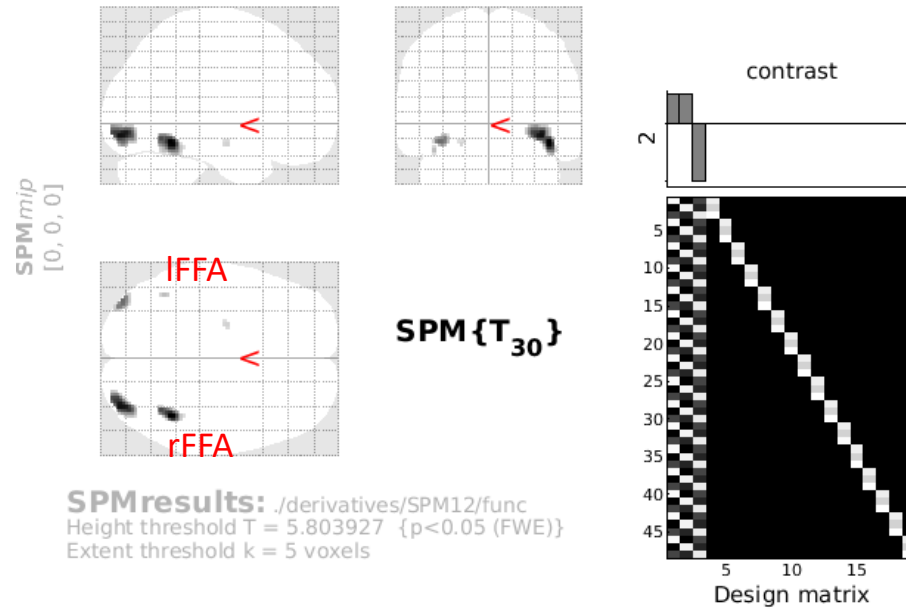 SPMmip
[0, 0, 0]
<
<
lFFA
<
rFFA
SPM{T30}
SPMresults: ./derivatives/SPM12/func
Height threshold T = 5.803927 {p<0.05 (FWE)}
Extent threshold k = 5 voxels
contrast
2
5
10
15
20
25
30
35
40
45
5 10 15
Design matrix